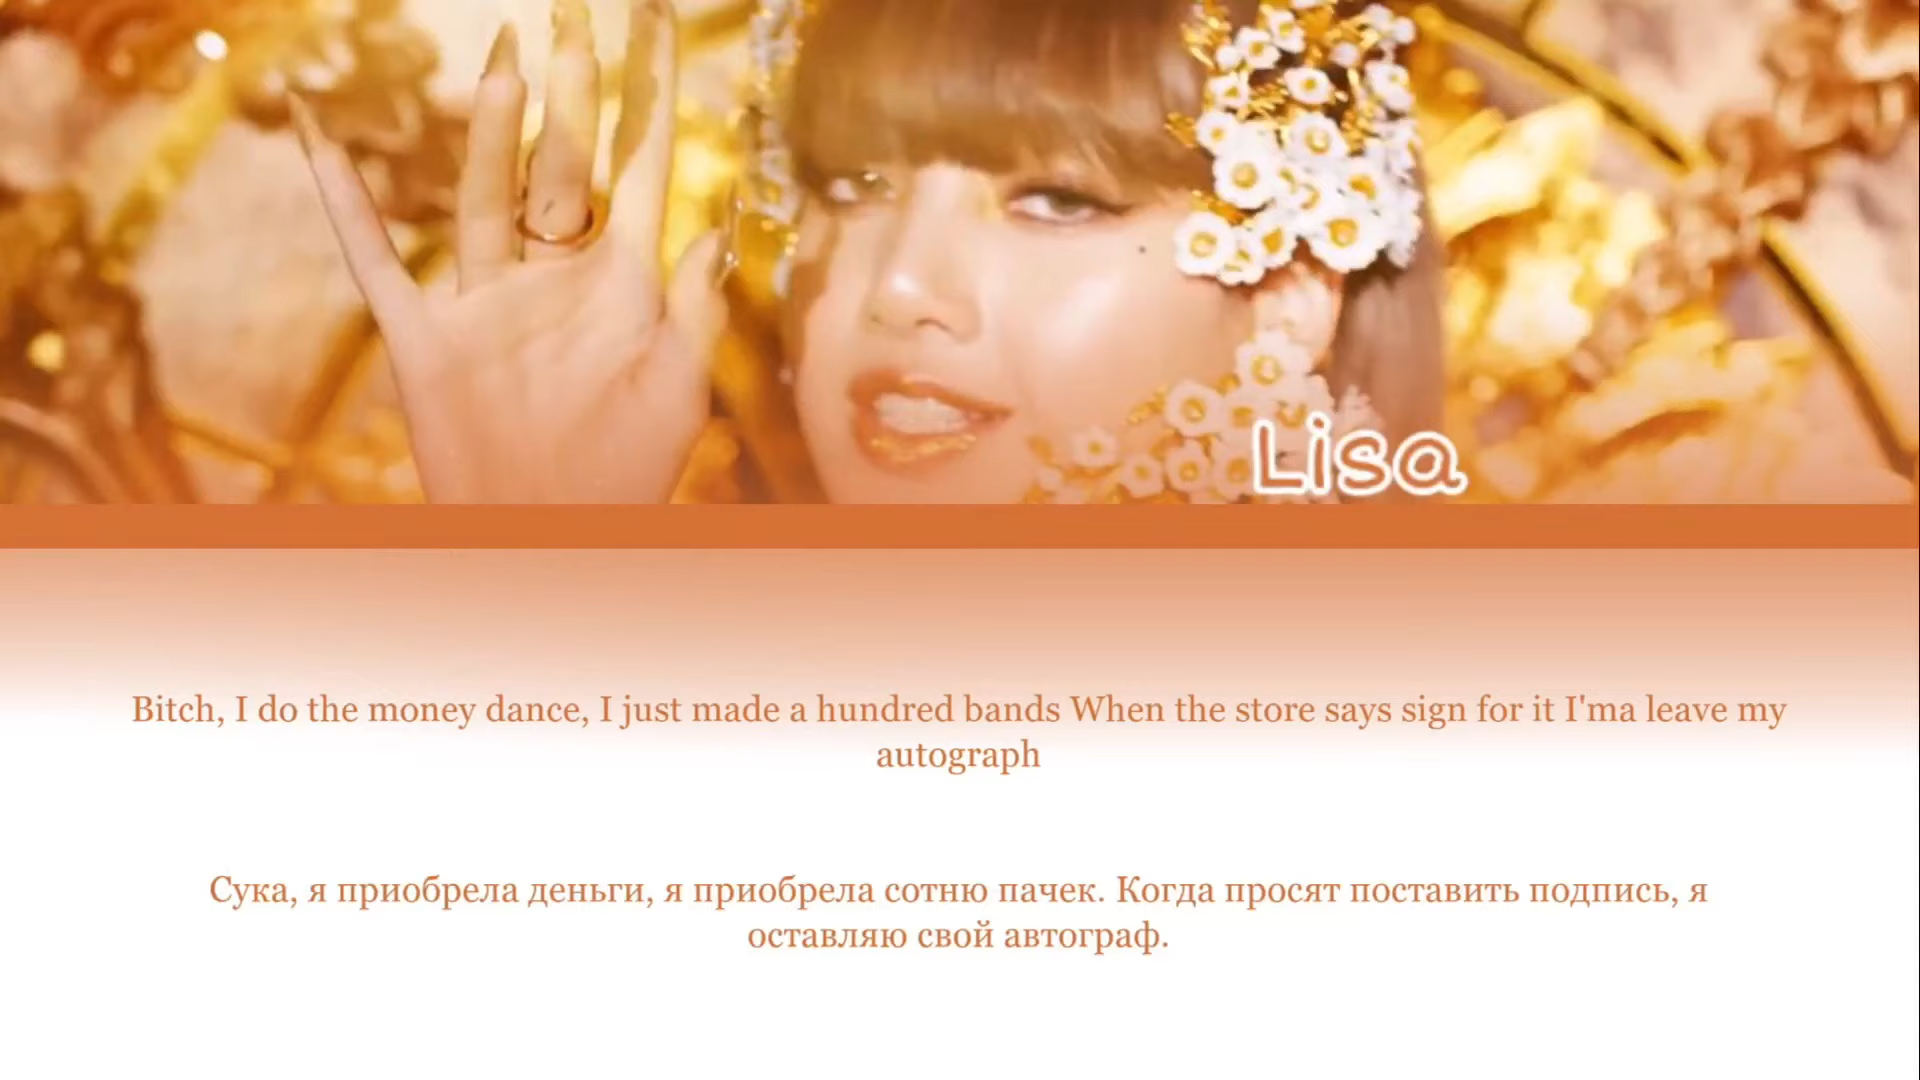 Lisa
Bitch, I do the money dance, I just made a hundred bands When the store says sign for it I'ma leave my
autograph
Сука, я приобрела деньги, я приобрела сотню пачек. Когда просят поставить подпись, я
оставляю свой автограф.